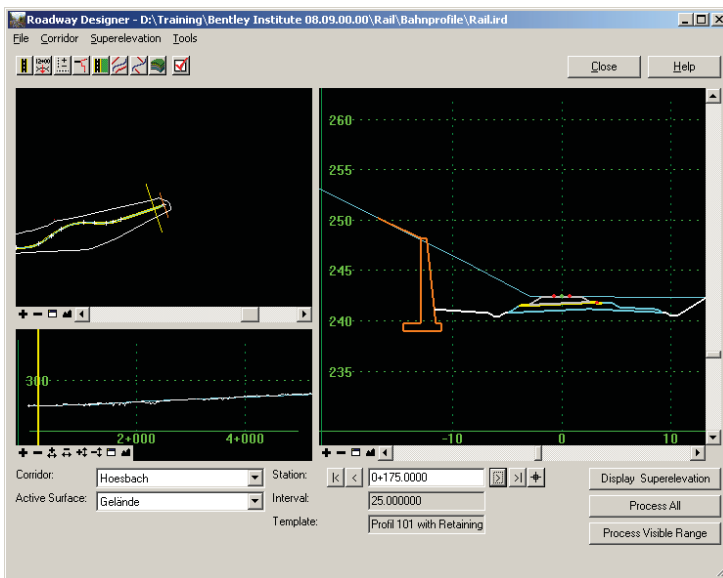 Roadway Designer - D:\Training\Bentley Institute 08.09.00.00\Rail\Bahnprofile\Rail.ird
File Corridor Superelevation Tools
12+00
Close Help
260
255
250
245
240
235
-10 0 10
300
2+000 4+000
Corridor: Hoesbach
Active Surface: Gelände
Station: 0+175.0000
Interval: 25.000000
Template: Profil 101 with Retaining
Display Superelevation
Process All
Process Visible Range